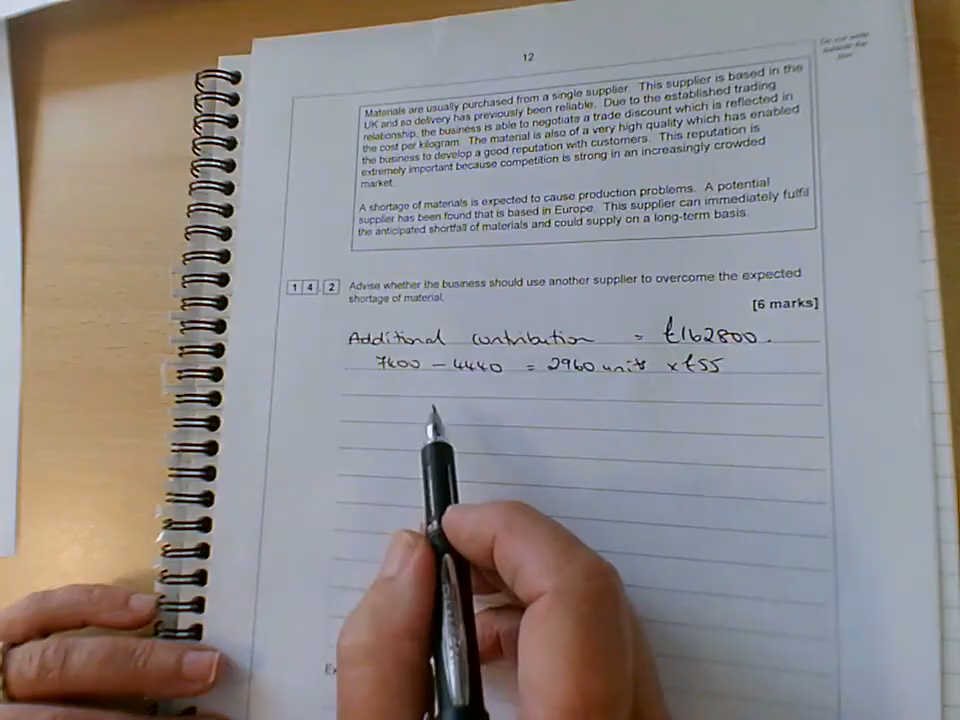 12
Do not write
outside the
box
Materials are usually purchased from a single supplier. This supplier is based in the
UK and so delivery has previously been reliable. Due to the established trading
relationship, the business is able to negotiate a trade discount which is reflected in
the cost per kilogram. The material is also of a very high quality which has enabled
the business to develop a good reputation with customers. This reputation is
extremely important because competition is strong in an increasingly crowded
market.
A shortage of materials is expected to cause production problems. A potential
supplier has been found that is based in Europe. This supplier can immediately fulfil
the anticipated shortfall of materials and could supply on a long-term basis.
1 4 . 2 Advise whether the business should use another supplier to overcome the expected
shortage of material.
[6 marks]
Additional contribution = £162800.
7400 - 4440 = 2960 units x £55